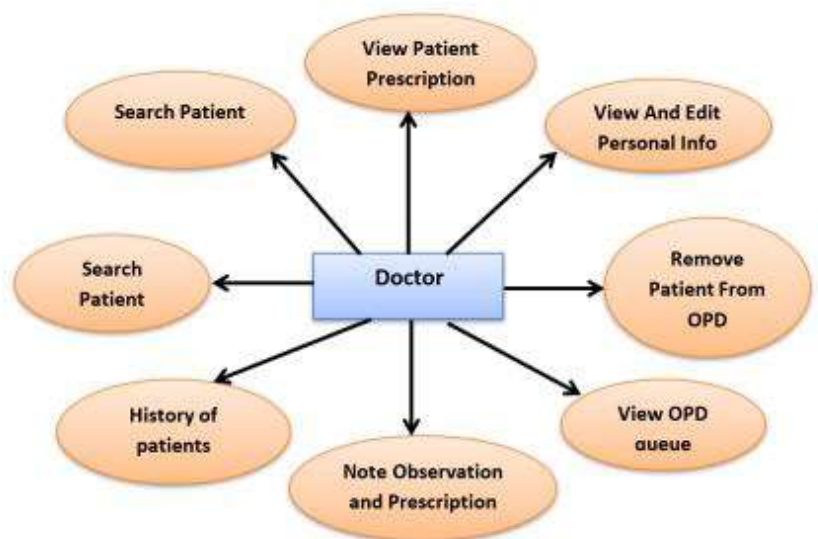 View Patient
Prescription
Search Patient
View And Edit
Personal Info
Search
Patient
Doctor
Remove
Patient From
OPD
History of
patients
View OPD
queue
Note Observation
and Prescription